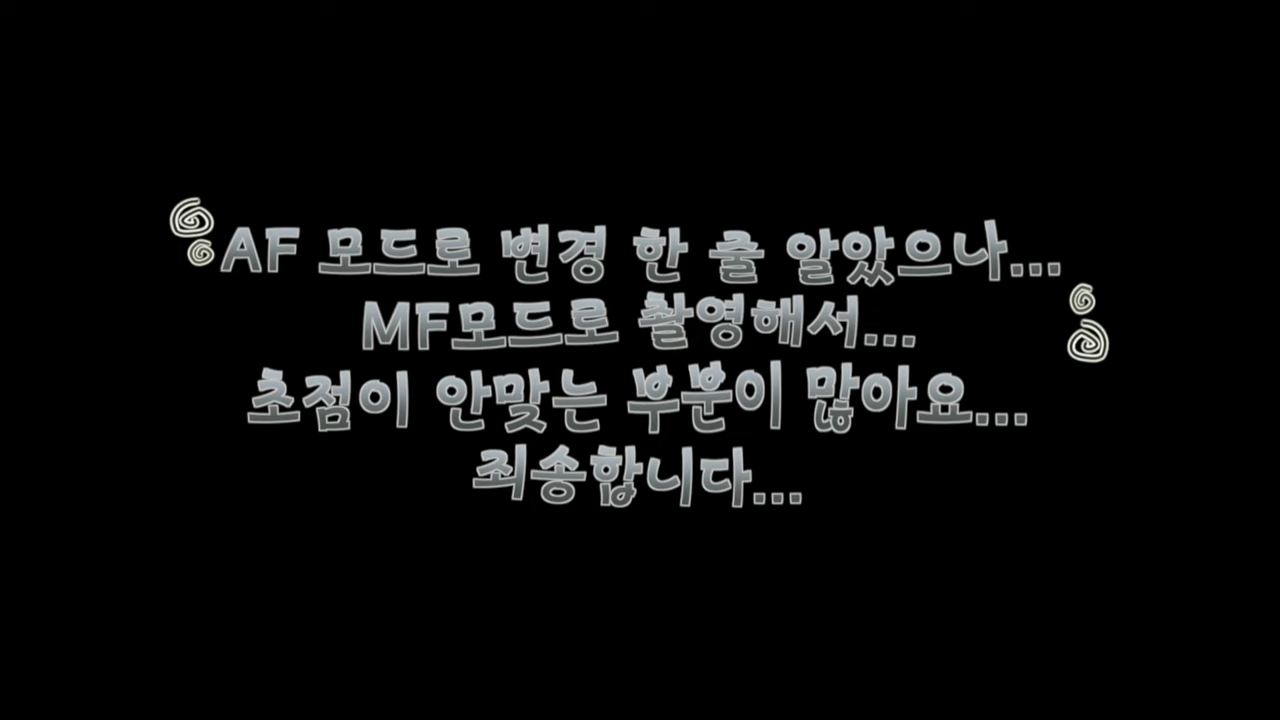 AF 모드로 변경 한 줄 알았으나...
MF모드로 촬영해서...
초점이 안맞는 부분이 많아요...
죄송합니다...